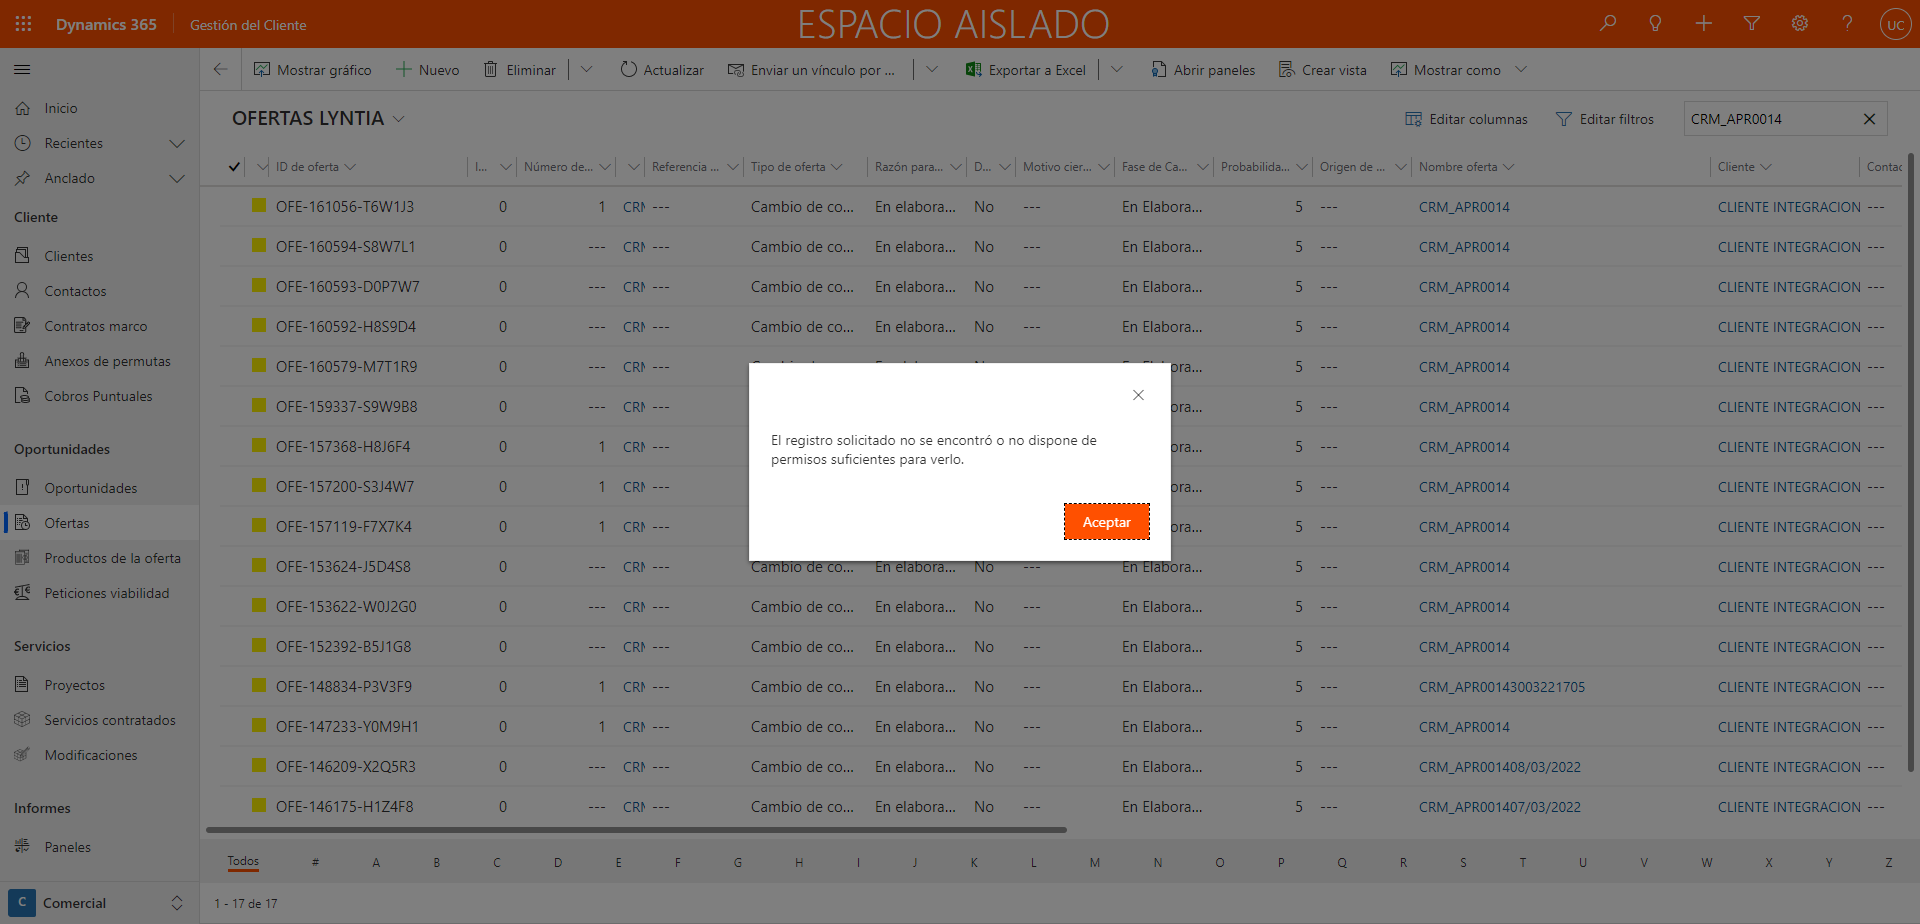 Dynamics 365 Gestión del Cliente ESPACIO AISLADO UC
Mostrar gráfico Nuevo Eliminar Actualizar Enviar un vínculo por ... Exportar a Excel Abrir paneles Crear vista Mostrar como
Inicio
Recientes
Anclado
Cliente
Clientes
Contactos
Contratos marco
Anexos de permutas
Cobros Puntuales
Oportunidades
Oportunidades
Ofertas
Productos de la oferta
Peticiones viabilidad
Servicios
Proyectos
Servicios contratados
Modificaciones
Informes
Paneles
C Comercial
OFERTAS LYNTIA Editar columnas Editar filtros CRM_APR0014
ID de oferta I... Número de... Referencia ... Tipo de oferta Razón para... D... Motivo cier... Fase de Ca... Probabilida... Origen de ... Nombre oferta Cliente Contac
OFE-161056-T6W1J3 0 1 CRM --- Cambio de co... En elabora... No --- En Elabora... 5 --- CRM_APR0014 CLIENTE INTEGRACION ---
OFE-160594-S8W7L1 0 --- CRM --- Cambio de co... En elabora... No --- En Elabora... 5 --- CRM_APR0014 CLIENTE INTEGRACION ---
OFE-160593-D0P7W7 0 --- CRM --- Cambio de co... En elabora... No --- En Elabora... 5 --- CRM_APR0014 CLIENTE INTEGRACION ---
OFE-160592-H8S9D4 0 --- CRM --- Cambio de co... En elabora... No --- En Elabora... 5 --- CRM_APR0014 CLIENTE INTEGRACION ---
OFE-160579-M7T1R9 0 --- CRM --- ora... 5 --- CRM_APR0014 CLIENTE INTEGRACION ---
OFE-159337-S9W9B8 0 --- CRM --- ora... 5 --- CRM_APR0014 CLIENTE INTEGRACION ---
OFE-157368-H8J6F4 0 1 CRM --- ora... 5 --- CRM_APR0014 CLIENTE INTEGRACION ---
OFE-157200-S3J4W7 0 1 CRM --- ora... 5 --- CRM_APR0014 CLIENTE INTEGRACION ---
OFE-157119-F7X7K4 0 1 CRM --- ora... 5 --- CRM_APR0014 CLIENTE INTEGRACION ---
OFE-153624-J5D4S8 0 --- CRM --- Cambio de co... En elabora... No --- En Elabora... 5 --- CRM_APR0014 CLIENTE INTEGRACION ---
OFE-153622-W0J2G0 0 --- CRM --- Cambio de co... En elabora... No --- En Elabora... 5 --- CRM_APR0014 CLIENTE INTEGRACION ---
OFE-152392-B5J1G8 0 --- CRM --- Cambio de co... En elabora... No --- En Elabora... 5 --- CRM_APR0014 CLIENTE INTEGRACION ---
OFE-148834-P3V3F9 0 1 CRM --- Cambio de co... En elabora... No --- En Elabora... 5 --- CRM_APR00143003221705 CLIENTE INTEGRACION ---
OFE-147233-Y0M9H1 0 1 CRM --- Cambio de co... En elabora... No --- En Elabora... 5 --- CRM_APR0014 CLIENTE INTEGRACION ---
OFE-146209-X2Q5R3 0 --- CRM --- Cambio de co... En elabora... No --- En Elabora... 5 --- CRM_APR001408/03/2022 CLIENTE INTEGRACION ---
OFE-146175-H1Z4F8 0 --- CRM --- Cambio de co... En elabora... No --- En Elabora... 5 --- CRM_APR001407/03/2022 CLIENTE INTEGRACION ---
El registro solicitado no se encontró o no dispone de
permisos suficientes para verlo.
Aceptar
Todos # A B C D E F G H I J K L M N O P Q R S T U V W X Y Z
1 - 17 de 17